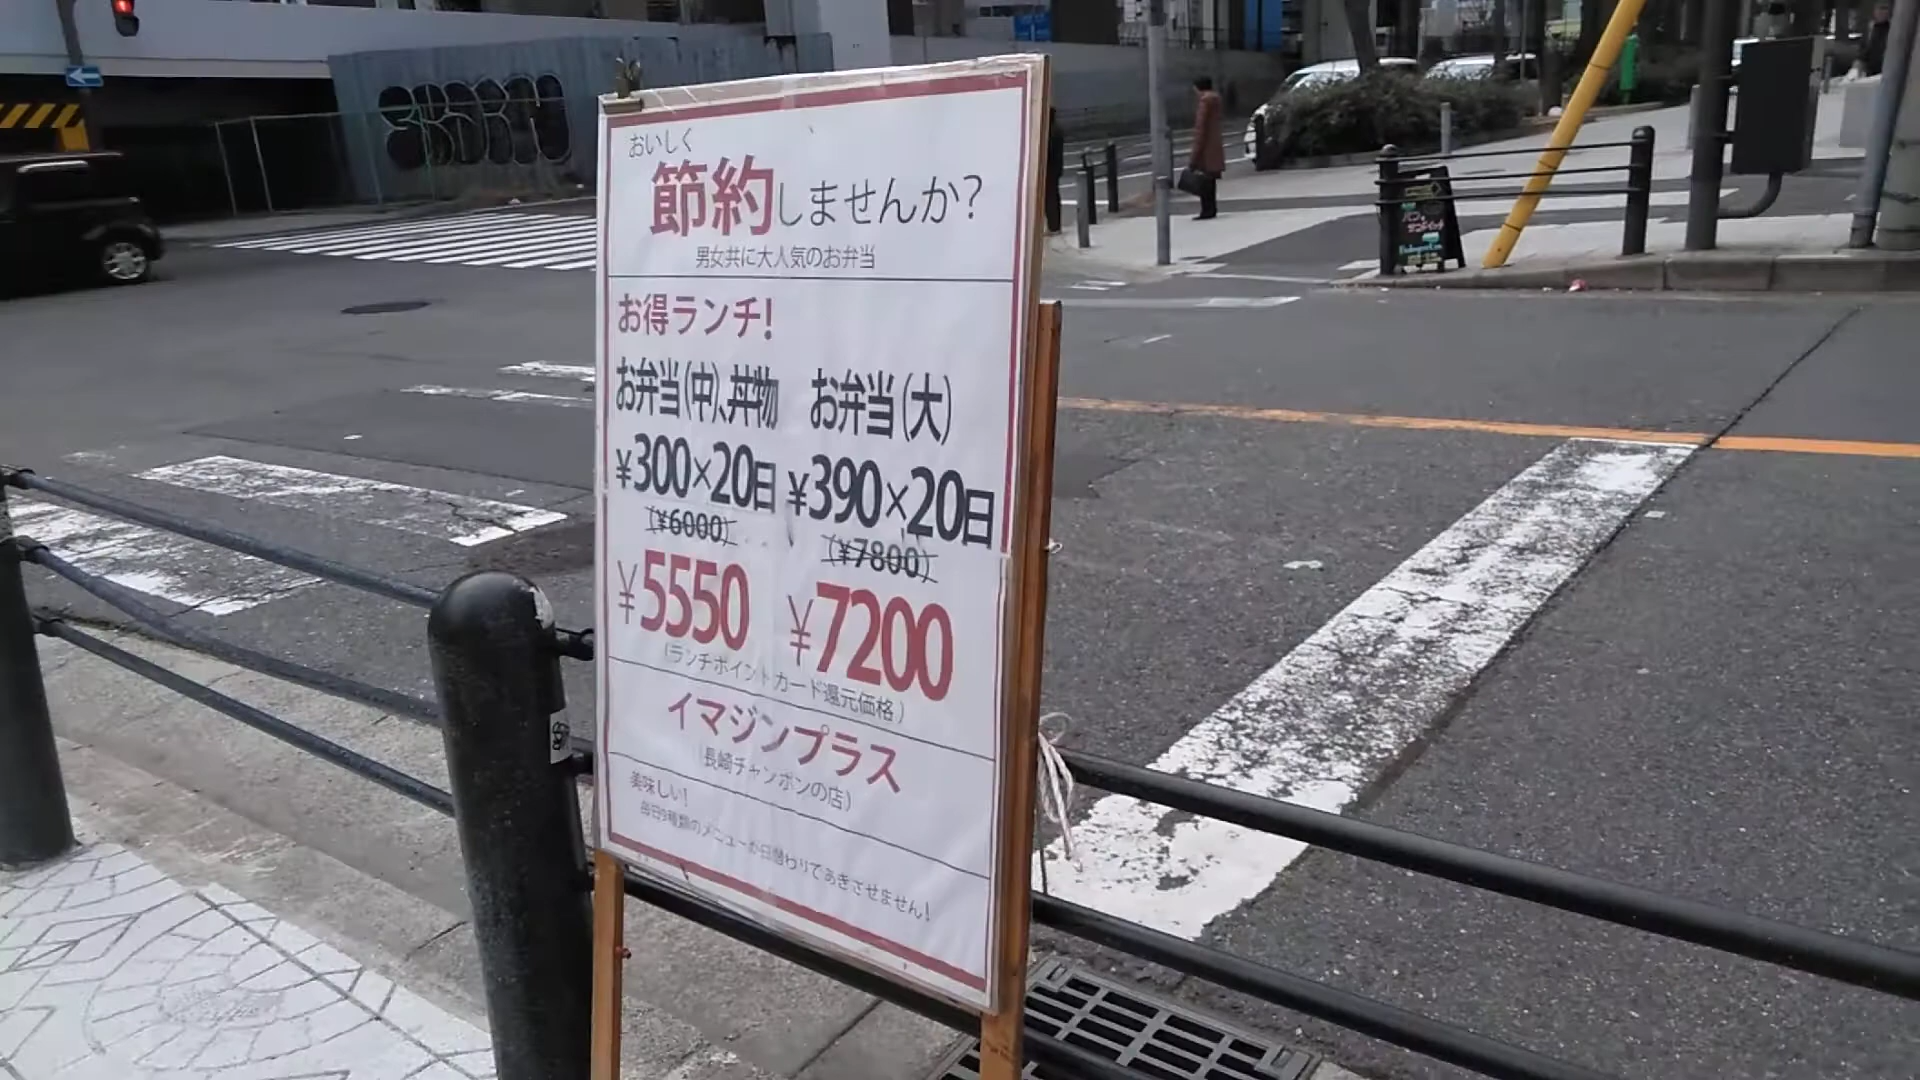 おいしく
節約しませんか?
男女共に大人気のお弁当
お得ランチ!
お弁当(中)、丼物 お弁当(大)
¥300×20日 ¥390×20日
(¥6000) (¥7800)
¥5550 ¥7200
(ランチポイントカード還元価格)
イマジンプラス
(長崎チャンポンの店)
美味しい!
毎日9種類のメニューが日替わりであきさせません!